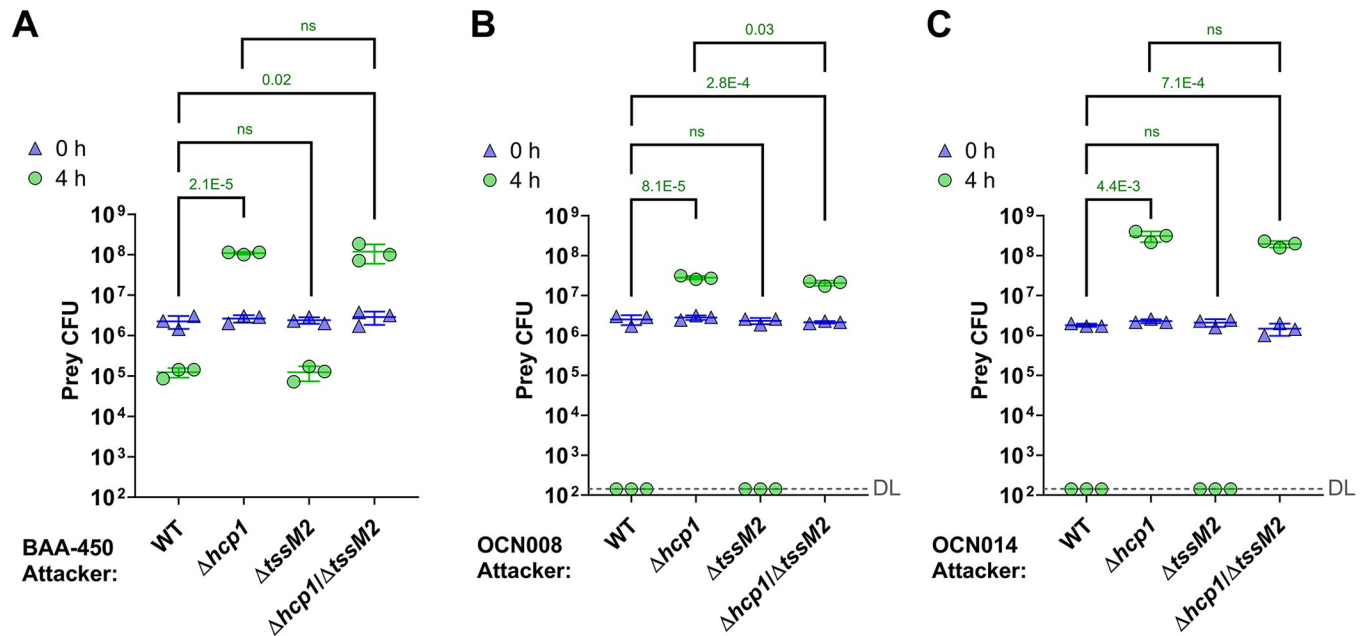 A
ns
0.02
ns
2.1E-5
0 h
4 h
Prey CFU
10⁹
10⁸
10⁷
10⁶
10⁵
10⁴
10³
10²
WT
Δhcp1
ΔtssM2
Δhcp1/ΔtssM2
BAA-450
Attacker:
B
0.03
2.8E-4
ns
8.1E-5
0 h
4 h
Prey CFU
10⁹
10⁸
10⁷
10⁶
10⁵
10⁴
10³
10²
DL
WT
Δhcp1
ΔtssM2
Δhcp1/ΔtssM2
OCN008
Attacker:
C
ns
7.1E-4
ns
4.4E-3
0 h
4 h
Prey CFU
10⁹
10⁸
10⁷
10⁶
10⁵
10⁴
10³
10²
DL
WT
Δhcp1
ΔtssM2
Δhcp1/ΔtssM2
OCN014
Attacker: